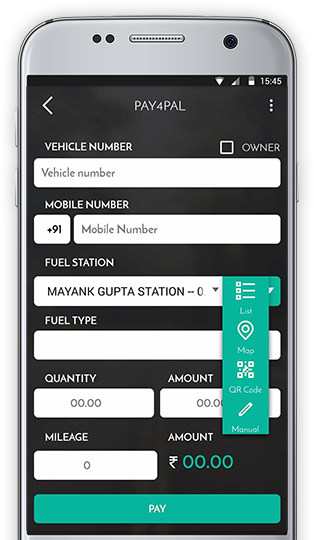 15:45
PAY4PAL
VEHICLE NUMBER OWNER
Vehicle number
MOBILE NUMBER
+91 Mobile Number
FUEL STATION
MAYANK GUPTA STATION -- 0
List
FUEL TYPE
Map
QUANTITY AMOUNT
QR Code
00.00 00.00
Manual
MILEAGE AMOUNT
0 ₹ 00.00
PAY